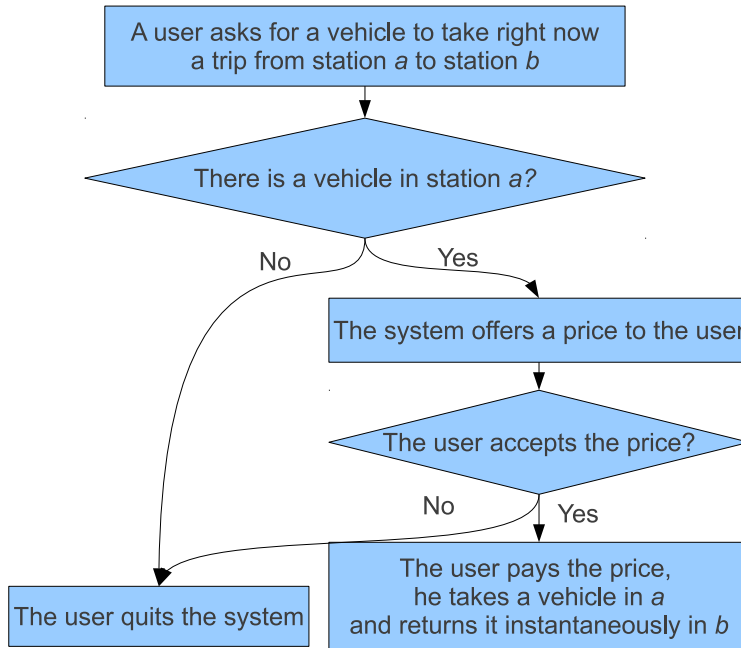 A user asks for a vehicle to take right now
a trip from station a to station b
There is a vehicle in station a?
No
Yes
The system offers a price to the user
The user accepts the price?
No
Yes
The user quits the system
The user pays the price,
he takes a vehicle in a
and returns it instantaneously in b